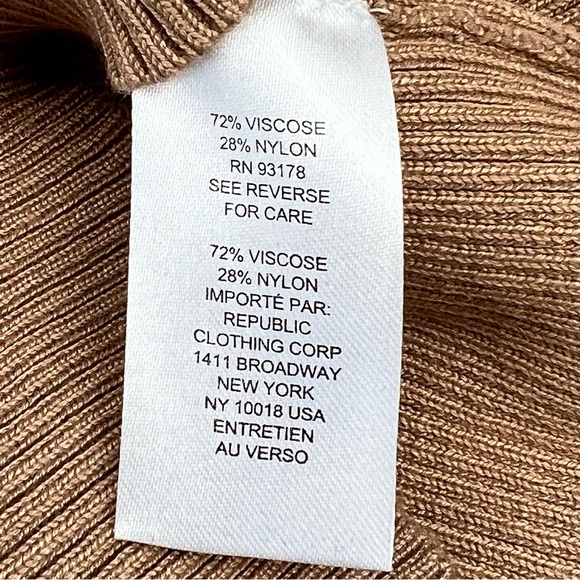 72% VISCOSE
28% NYLON
RN 93178
SEE REVERSE
FOR CARE
72% VISCOSE
28% NYLON
IMPORTÉ PAR:
REPUBLIC
CLOTHING CORP
1411 BROADWAY
NEW YORK
NY 10018 USA
ENTRETIEN
AU VERSO